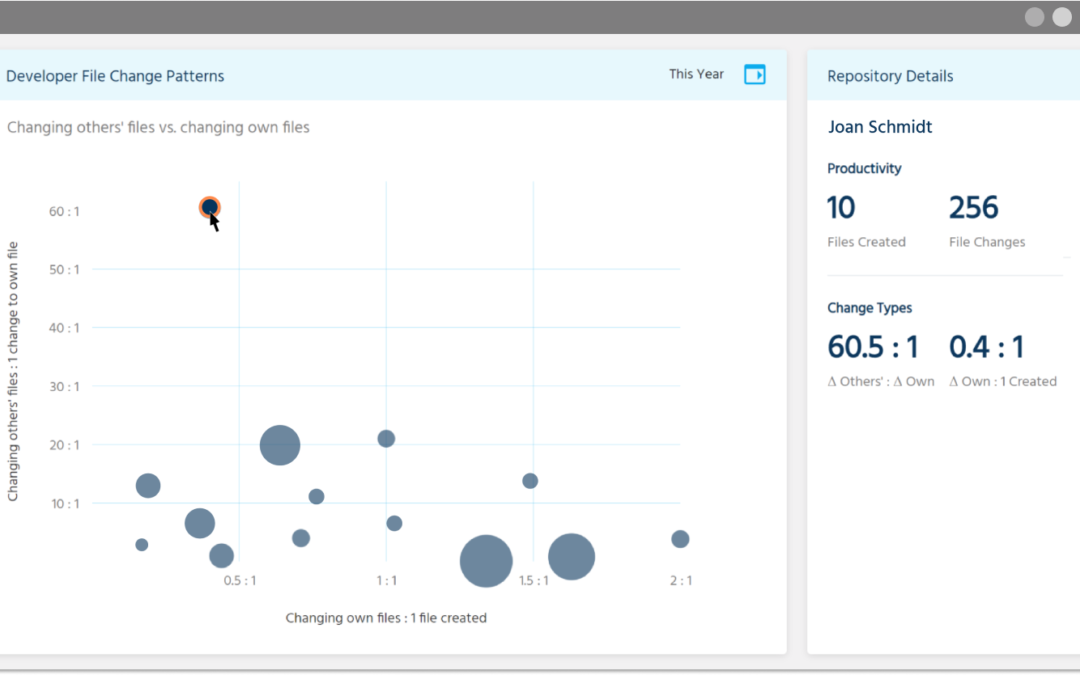 Developer File Change Patterns
This Year
Changing others' files vs. changing own files
Changing others' files : 1 change to own file
60 : 1
50 : 1
40 : 1
30 : 1
20 : 1
10 : 1
0.5 : 1
1 : 1
1.5 : 1
2 : 1
Changing own files : 1 file created
Repository Details
Joan Schmidt
Productivity
10
256
Files Created
File Changes
Change Types
60.5 : 1
0.4 : 1
Δ Others' : Δ Own
Δ Own : 1 Created